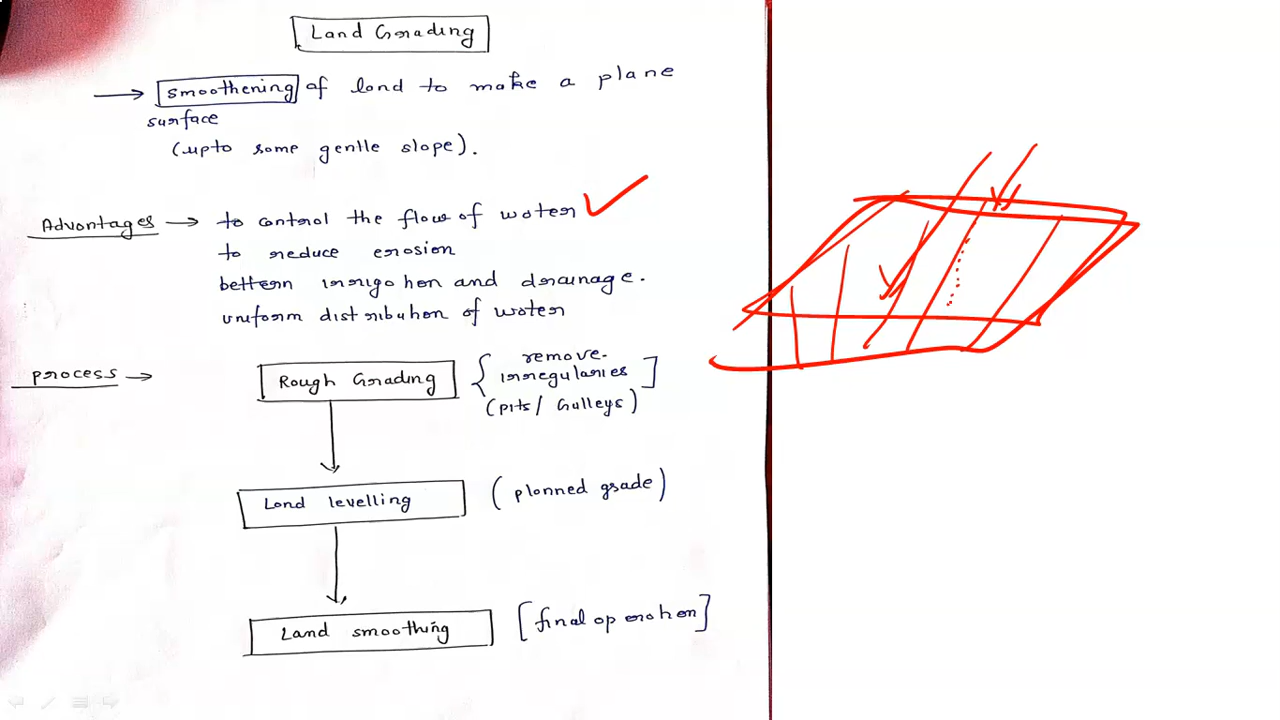 Land Grading
→ smoothening of land to make a plane
surface
(upto some gentle slope).
Advantages → to control the flow of water
to reduce erosion
better irrigation and drainage.
uniform distribution of water
process →
Rough Grading
{ remove.
irregularies ]
(pits/ Gulleys)
Land levelling (planned grade)
Land smoothing [final operation]